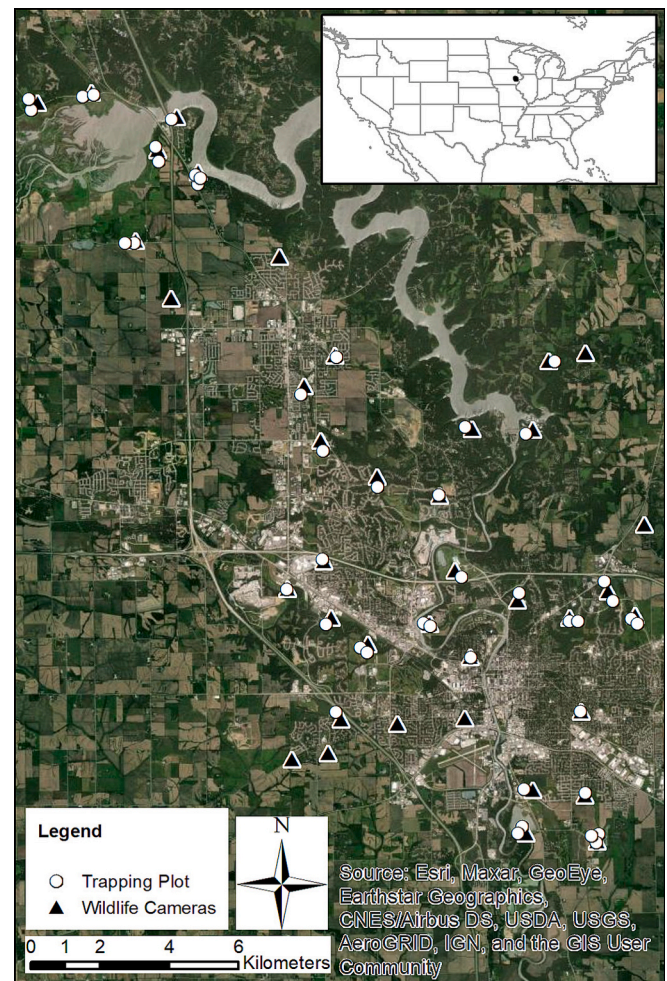 Legend
Trapping Plot
Wildlife Cameras
N
0 1 2 4 6
Kilometers
Source: Esri, Maxar, GeoEye,
Earthstar Geographics,
CNES/Airbus DS, USDA, USGS,
AeroGRID, IGN, and the GIS User
Community